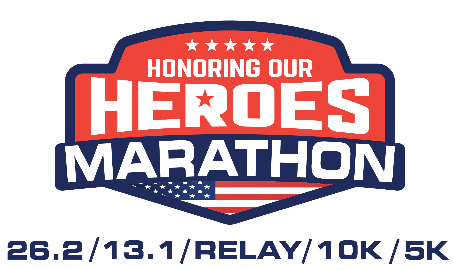 HONORING OUR
HEROES
MARATHON
26.2/13.1/RELAY/10K/5K